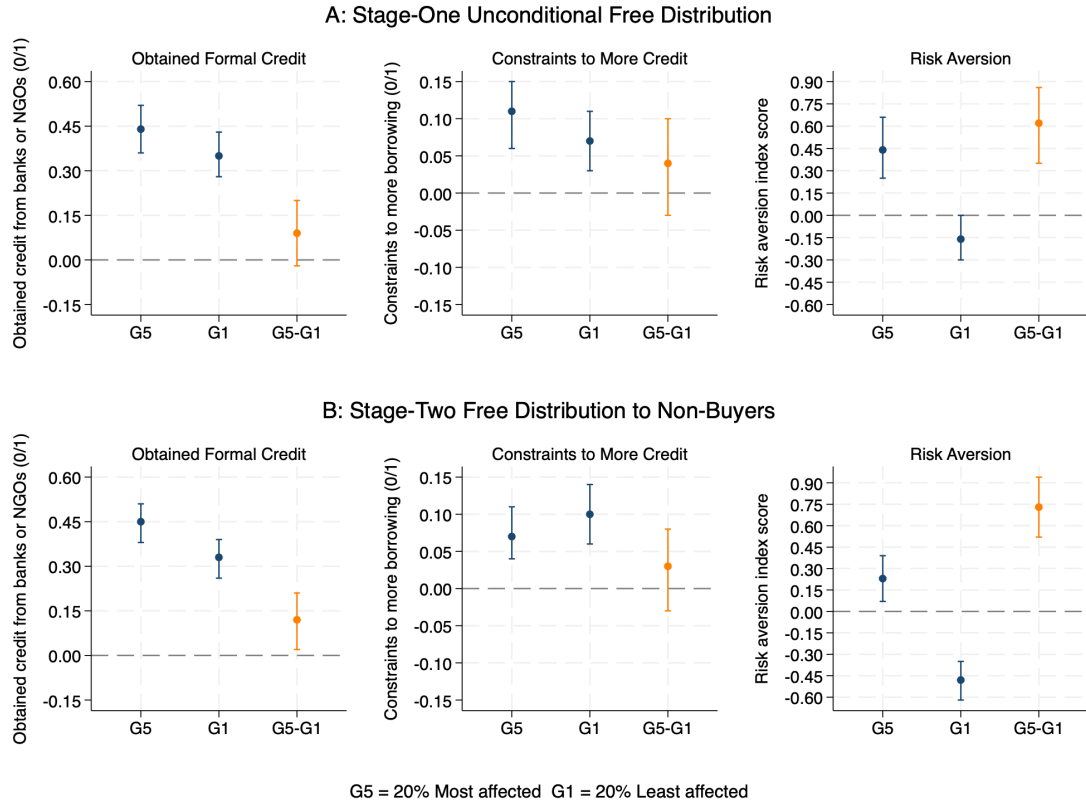 A: Stage-One Unconditional Free Distribution
Obtained Formal Credit
Obtained credit from banks or NGOs (0/1)
0.60
0.45
0.30
0.15
0.00
-0.15
G5 G1 G5-G1
Constraints to More Credit
Constraints to more borrowing (0/1)
0.15
0.10
0.05
0.00
-0.05
-0.10
-0.15
G5 G1 G5-G1
Risk Aversion
Risk aversion index score
0.90
0.75
0.60
0.45
0.30
0.15
0.00
-0.15
-0.30
-0.45
-0.60
G5 G1 G5-G1
B: Stage-Two Free Distribution to Non-Buyers
Obtained Formal Credit
Obtained credit from banks or NGOs (0/1)
0.60
0.45
0.30
0.15
0.00
-0.15
G5 G1 G5-G1
Constraints to More Credit
Constraints to more borrowing (0/1)
0.15
0.10
0.05
0.00
-0.05
-0.10
-0.15
G5 G1 G5-G1
Risk Aversion
Risk aversion index score
0.90
0.75
0.60
0.45
0.30
0.15
0.00
-0.15
-0.30
-0.45
-0.60
G5 G1 G5-G1
G5 = 20% Most affected G1 = 20% Least affected